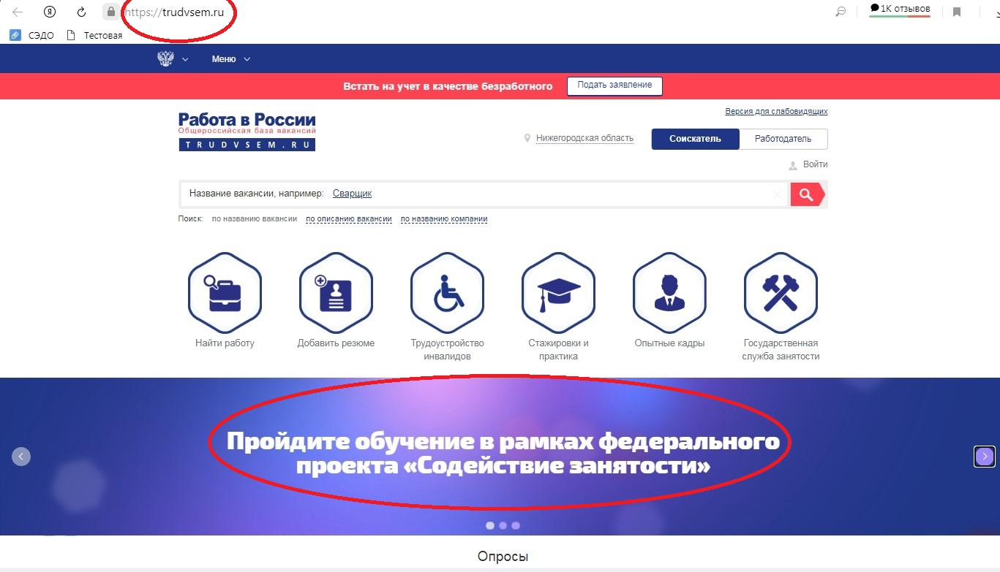 https://trudvsem.ru
1К отзывов
СЭДО
Тестовая
Меню
Встать на учет в качестве безработного
Подать заявление
Версия для слабовидящих
Работа в России
Общероссийская база вакансий
TRUDVSEM.RU
Нижегородская область
Соискатель
Работодатель
Войти
Название вакансии, например: Сварщик
Поиск: по названию вакансии по описанию вакансии по названию компании
Найти работу
Добавить резюме
Трудоустройство
инвалидов
Стажировки и
практика
Опытные кадры
Государственная
служба занятости
Пройдите обучение в рамках федерального
проекта «Содействие занятости»
Опросы